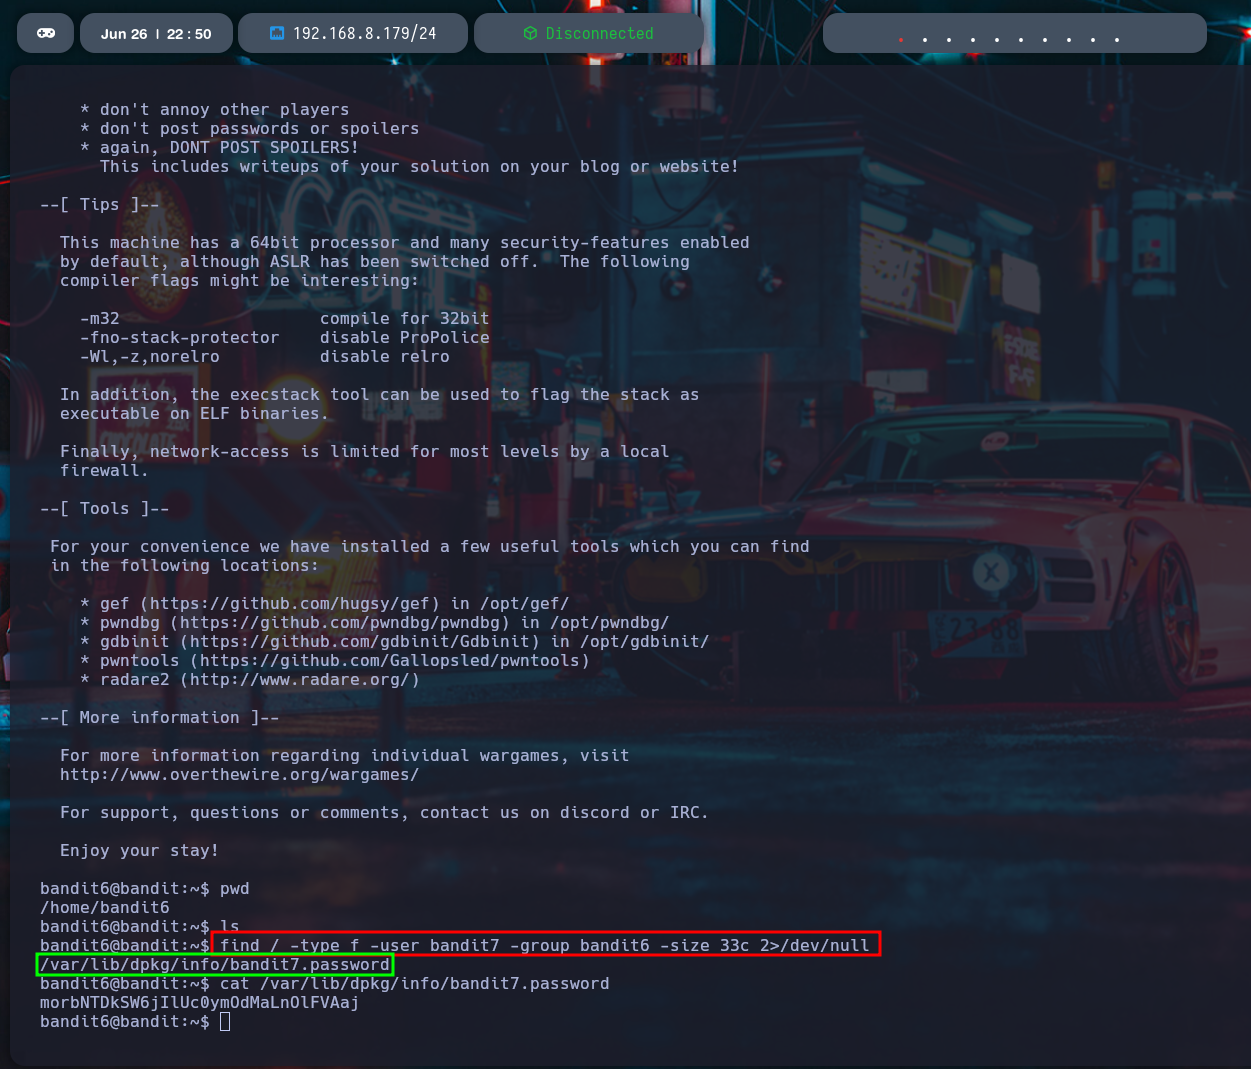 Jun 26 | 22:50
192.168.8.179/24
Disconnected
* don't annoy other players
* don't post passwords or spoilers
* again, DONT POST SPOILERS!
This includes writeups of your solution on your blog or website!
--[ Tips ]--
This machine has a 64bit processor and many security-features enabled
by default, although ASLR has been switched off.  The following
compiler flags might be interesting:
-m32                    compile for 32bit
-fno-stack-protector    disable ProPolice
-Wl,-z,norelro          disable relro
In addition, the execstack tool can be used to flag the stack as
executable on ELF binaries.
Finally, network-access is limited for most levels by a local
firewall.
--[ Tools ]--
For your convenience we have installed a few useful tools which you can find
in the following locations:
* gef (https://github.com/hugsy/gef) in /opt/gef/
* pwndbg (https://github.com/pwndbg/pwndbg) in /opt/pwndbg/
* gdbinit (https://github.com/gdbinit/Gdbinit) in /opt/gdbinit/
* pwntools (https://github.com/Gallopsled/pwntools)
* radare2 (http://www.radare.org/)
--[ More information ]--
For more information regarding individual wargames, visit
http://www.overthewire.org/wargames/
For support, questions or comments, contact us on discord or IRC.
Enjoy your stay!
bandit6@bandit:~$ pwd
/home/bandit6
bandit6@bandit:~$ ls
bandit6@bandit:~$ find / -type f -user bandit7 -group bandit6 -size 33c 2>/dev/null
/var/lib/dpkg/info/bandit7.password
bandit6@bandit:~$ cat /var/lib/dpkg/info/bandit7.password
morbNTDkSW6jIlUc0ymOdMaLnOlFVAaj
bandit6@bandit:~$